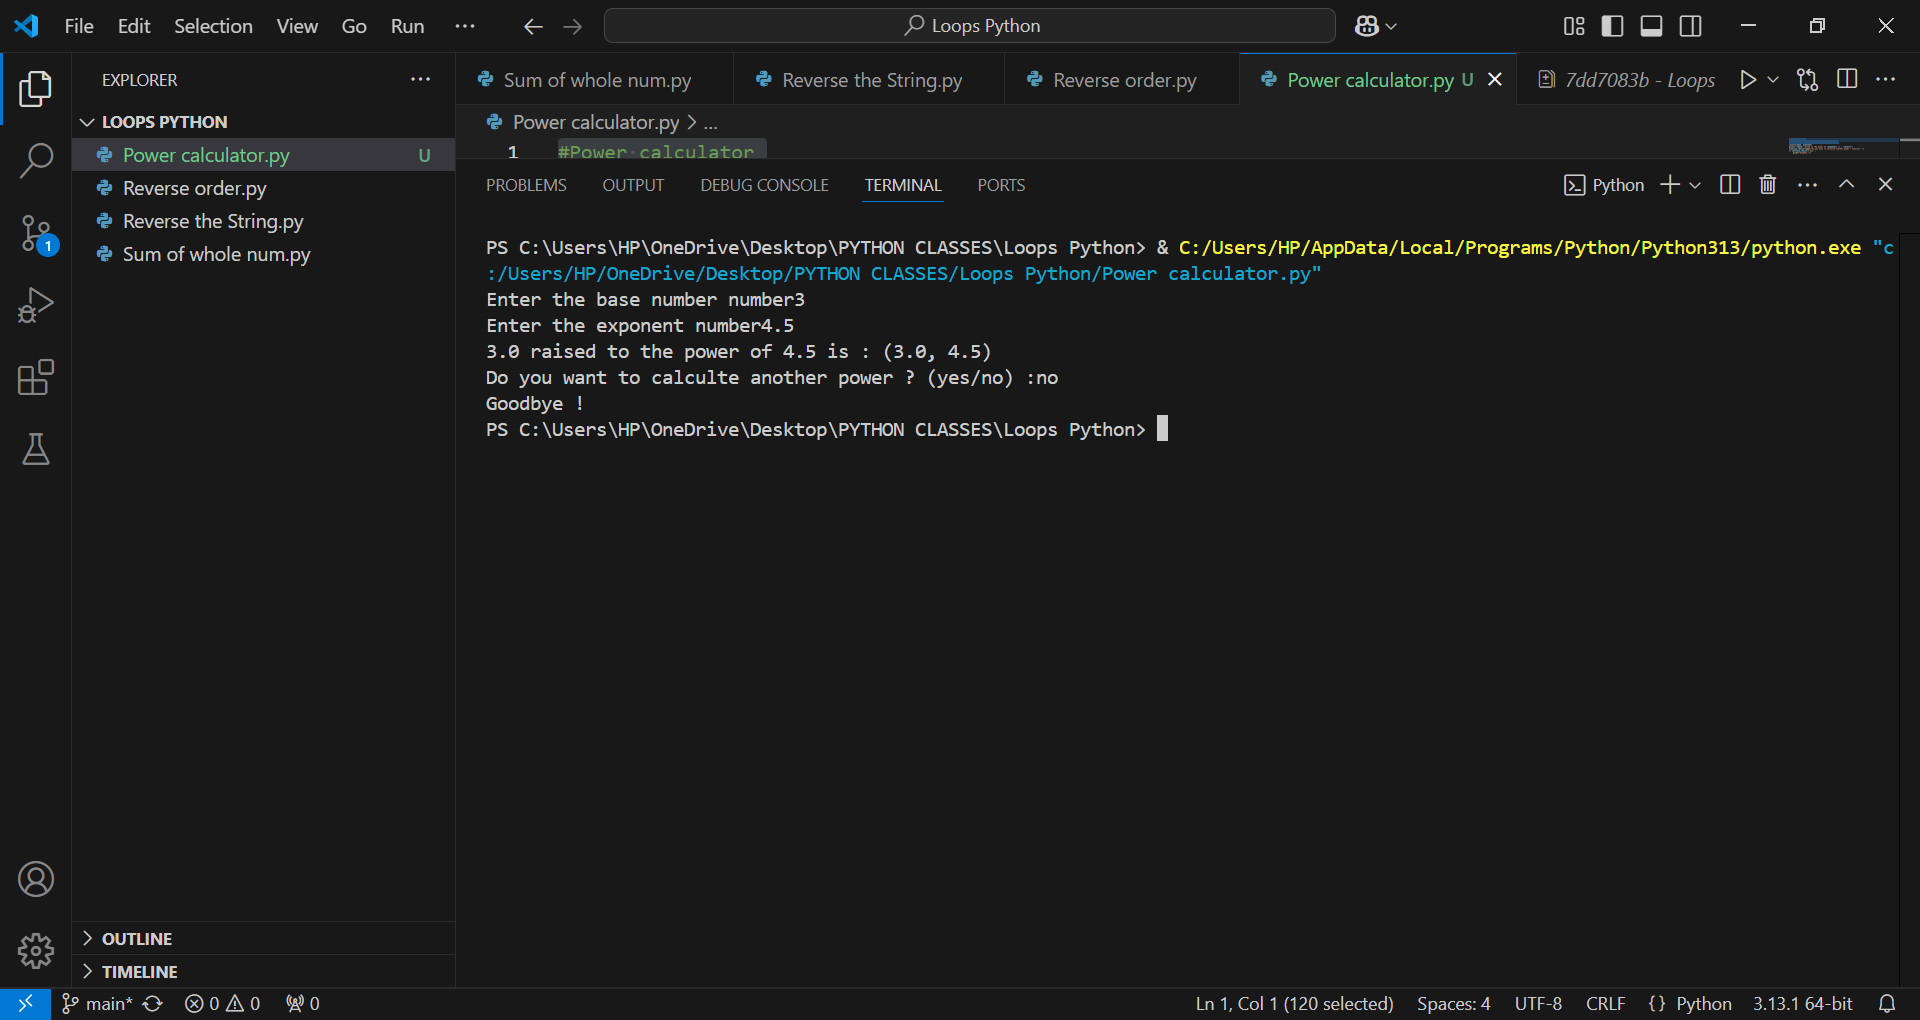 File Edit Selection View Go Run ··· Loops Python
EXPLORER ···
LOOPS PYTHON
Power calculator.py U
Reverse order.py
Reverse the String.py
Sum of whole num.py
OUTLINE
TIMELINE
Sum of whole num.py Reverse the String.py Reverse order.py Power calculator.py U 7dd7083b - Loops
Power calculator.py > ...
1 #Power calculator
PROBLEMS OUTPUT DEBUG CONSOLE TERMINAL PORTS Python
PS C:\Users\HP\OneDrive\Desktop\PYTHON CLASSES\Loops Python> & C:/Users/HP/AppData/Local/Programs/Python/Python313/python.exe "c
:/Users/HP/OneDrive/Desktop/PYTHON CLASSES/Loops Python/Power calculator.py"
Enter the base number number3
Enter the exponent number4.5
3.0 raised to the power of 4.5 is : (3.0, 4.5)
Do you want to calculte another power ? (yes/no) :no
Goodbye !
PS C:\Users\HP\OneDrive\Desktop\PYTHON CLASSES\Loops Python>
1
main* 0 0 0 Ln 1, Col 1 (120 selected) Spaces: 4 UTF-8 CRLF {} Python 3.13.1 64-bit